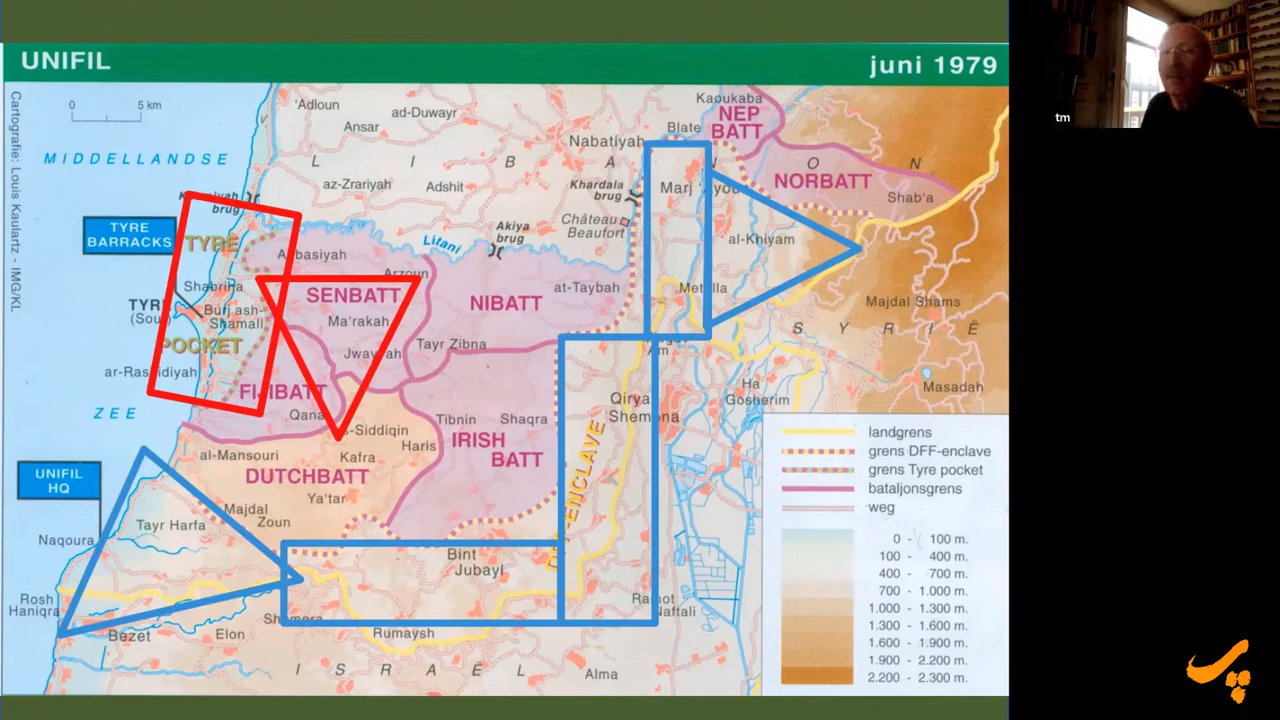 UNIFIL
juni 1979
Cartografie: Louis Kaulartz - IMG/KL
0 5 km
MIDDELLANDSE
ZEE
'Adloun
ad-Duwayr
Ansar
Kaoukaba
NEP
BATT
Blate
Nabatiyah
L I B A N O N
az-Zrariyah
Adshit
Khardala
brug
Marj 'Ayoun
NORBATT
Shab'a
brug
TYRE
BARRACKS
TYRE
Château
Beaufort
Akiya
brug
Litani
al-Khiyam
Abbasiyah
Arzoun
Shabriha
SENBATT
NIBATT
at-Taybah
Metulla
Majdal Shams
TYRE
(Sour)
Burj ash-
Shamali
Ma'rakah
S Y R I Ë
POCKET
Jwayyah
Tayr Zibna
Am
ar-Rashidiyah
FIJIBATT
Ha
Gosherim
Masadah
Qana
Qirya
Shemona
Tibnin
Shaqra
as-Siddiqin
Haris
IRISH
BATT
al-Mansouri
Kafra
DUTCHBATT
Ya'tar
DFF-ENCLAVE
UNIFIL
HQ
Majdal
Zoun
Tayr Harfa
Naqoura
Bint
Jubayl
Rosh
Haniqra
Ramot
Naftali
Shomera
Bezet
Elon
Rumaysh
I S R A Ë L
Alma
landgrens
grens DFF-enclave
grens Tyre pocket
bataljonsgrens
weg
0 - 100 m.
100 - 400 m.
400 - 700 m.
700 - 1.000 m.
1.000 - 1.300 m.
1.300 - 1.600 m.
1.600 - 1.900 m.
1.900 - 2.200 m.
2.200 - 2.300 m.
tm